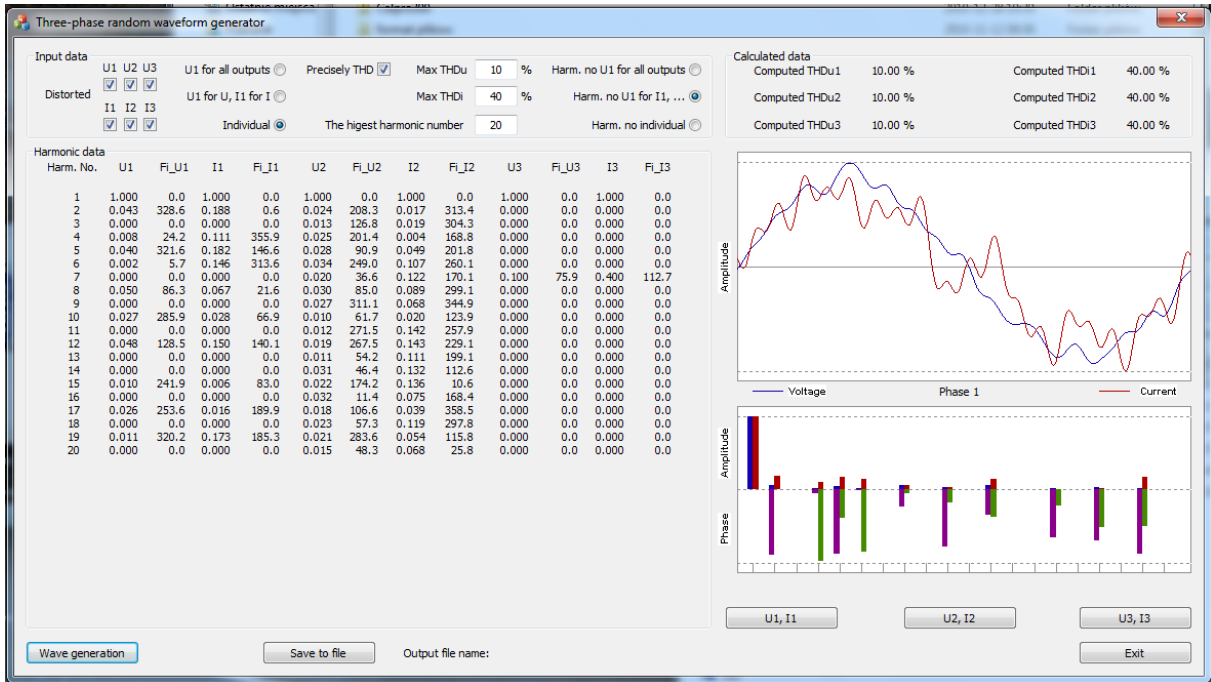 Three-phase random waveform generator
Input data
U1 U2 U3
Distorted
I1 I2 I3
U1 for all outputs
U1 for U, I1 for I
Individual
Precisely THD
Max THDu 10 %
Max THDi 40 %
The higest harmonic number 20
Harm. no U1 for all outputs
Harm. no U1 for I1, ...
Harm. no individual
Calculated data
Computed THDu1 10.00 % Computed THDi1 40.00 %
Computed THDu2 10.00 % Computed THDi2 40.00 %
Computed THDu3 10.00 % Computed THDi3 40.00 %
Harmonic data
Harm. No. U1 Fi_U1 I1 Fi_I1 U2 Fi_U2 I2 Fi_I2 U3 Fi_U3 I3 Fi_I3
1 1.000 0.0 1.000 0.0 1.000 0.0 1.000 0.0 1.000 0.0 1.000 0.0
2 0.043 328.6 0.188 0.6 0.024 208.3 0.017 313.4 0.000 0.0 0.000 0.0
3 0.000 0.0 0.000 0.0 0.013 126.8 0.019 304.3 0.000 0.0 0.000 0.0
4 0.008 24.2 0.111 355.9 0.025 201.4 0.004 168.8 0.000 0.0 0.000 0.0
5 0.040 321.6 0.182 146.6 0.028 90.9 0.049 201.8 0.000 0.0 0.000 0.0
6 0.002 5.7 0.146 313.6 0.034 249.0 0.107 260.1 0.000 0.0 0.000 0.0
7 0.000 0.0 0.000 0.0 0.020 36.6 0.122 170.1 0.100 75.9 0.400 112.7
8 0.050 86.3 0.067 21.6 0.030 85.0 0.089 299.1 0.000 0.0 0.000 0.0
9 0.000 0.0 0.000 0.0 0.027 311.1 0.068 344.9 0.000 0.0 0.000 0.0
10 0.027 285.9 0.028 66.9 0.010 61.7 0.020 123.9 0.000 0.0 0.000 0.0
11 0.000 0.0 0.000 0.0 0.012 271.5 0.142 257.9 0.000 0.0 0.000 0.0
12 0.048 128.5 0.150 140.1 0.019 267.5 0.143 229.1 0.000 0.0 0.000 0.0
13 0.000 0.0 0.000 0.0 0.011 54.2 0.111 199.1 0.000 0.0 0.000 0.0
14 0.000 0.0 0.000 0.0 0.031 46.4 0.132 112.6 0.000 0.0 0.000 0.0
15 0.010 241.9 0.006 83.0 0.022 174.2 0.136 10.6 0.000 0.0 0.000 0.0
16 0.000 0.0 0.000 0.0 0.032 11.4 0.075 168.4 0.000 0.0 0.000 0.0
17 0.026 253.6 0.016 189.9 0.018 106.6 0.039 358.5 0.000 0.0 0.000 0.0
18 0.000 0.0 0.000 0.0 0.023 57.3 0.119 297.8 0.000 0.0 0.000 0.0
19 0.011 320.2 0.173 185.3 0.021 283.6 0.054 115.8 0.000 0.0 0.000 0.0
20 0.000 0.0 0.000 0.0 0.015 48.3 0.068 25.8 0.000 0.0 0.000 0.0
Amplitude
Voltage Phase 1 Current
Amplitude
Phase
U1, I1 U2, I2 U3, I3
Wave generation Save to file Output file name: Exit